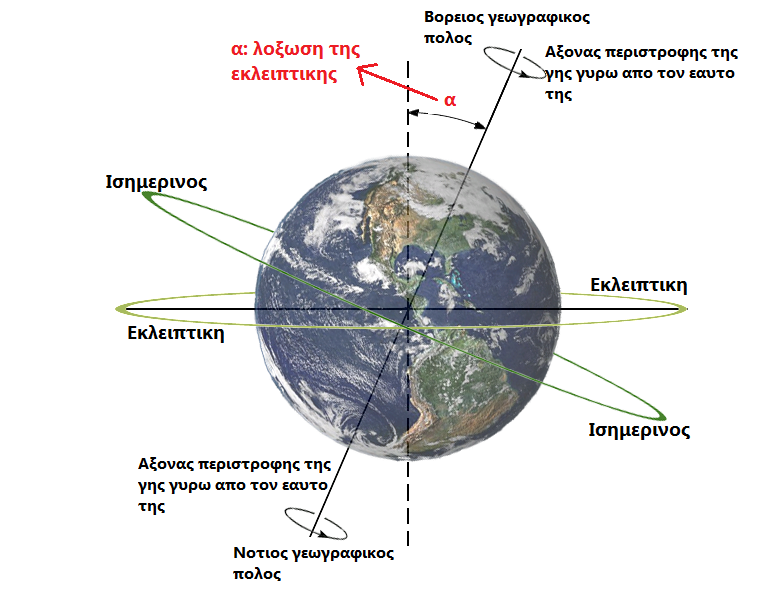 Βορειος γεωγραφικος
πολος
α: λοξωση της
εκλειπτικης
Αξονας περιστροφης της
γης γυρω απο τον εαυτο
της
α
Ισημερινος
Εκλειπτικη
Εκλειπτικη
Ισημερινος
Αξονας περιστροφης της
γης γυρω απο τον εαυτο
της
Νοτιος γεωγραφικος
πολος